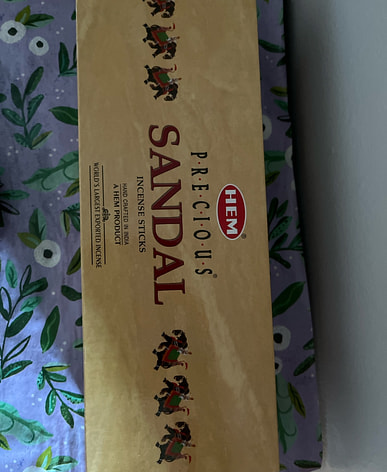 HEM®
P·R·E·C·I·O·U·S®
SANDAL
INCENSE STICKS
HAND CRAFTED IN INDIA
A HEM PRODUCT
WORLD'S LARGEST EXPORTED INCENSE